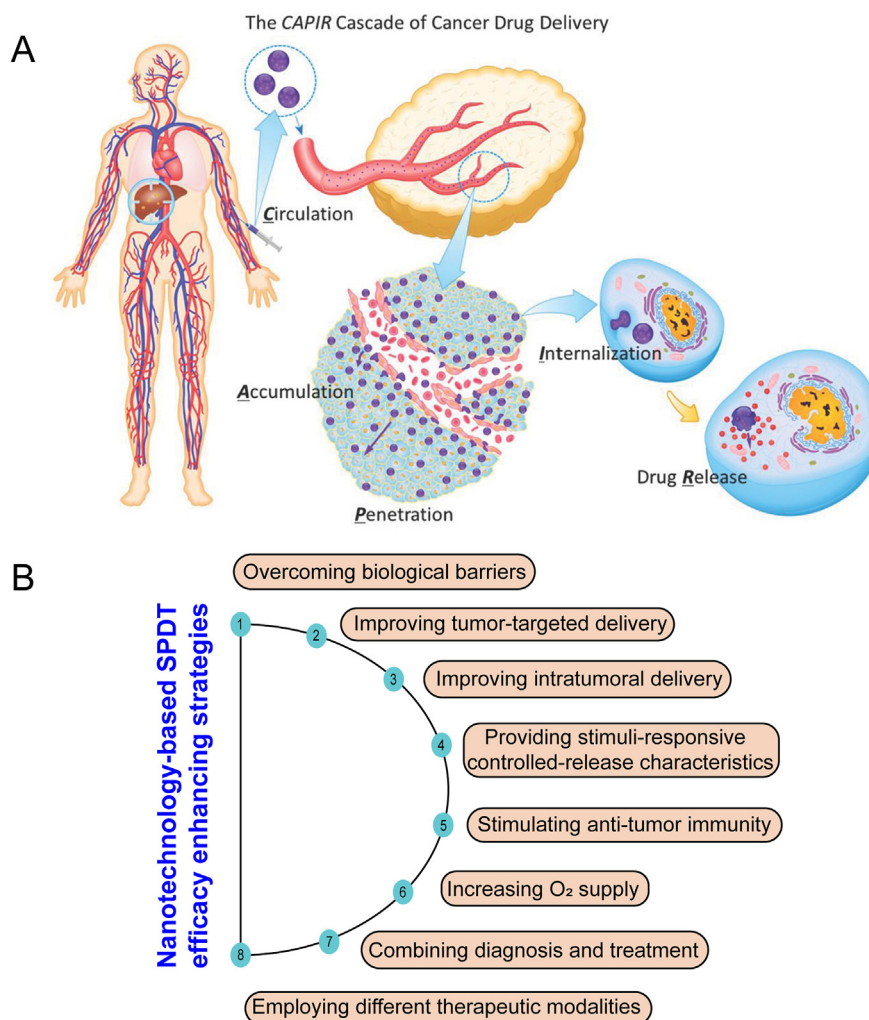 The CAPIR Cascade of Cancer Drug Delivery
A
Circulation
Accumulation
Internalization
Penetration
Drug Release
B
Nanotechnology-based SPDT
efficacy enhancing strategies
Overcoming biological barriers
1
2
Improving tumor-targeted delivery
3
Improving intratumoral delivery
4
Providing stimuli-responsive
controlled-release characteristics
5
Stimulating anti-tumor immunity
6
Increasing O₂ supply
7
Combining diagnosis and treatment
8
Employing different therapeutic modalities